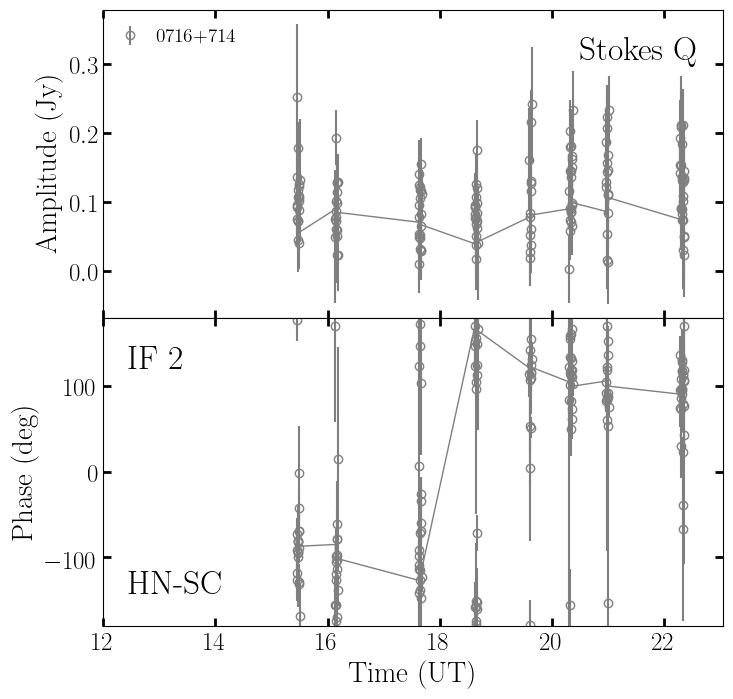 0716+714
Stokes Q
0.3
0.2
0.1
0.0
Amplitude (Jy)
IF 2
100
0
−100
Phase (deg)
HN-SC
12 14 16 18 20 22
Time (UT)